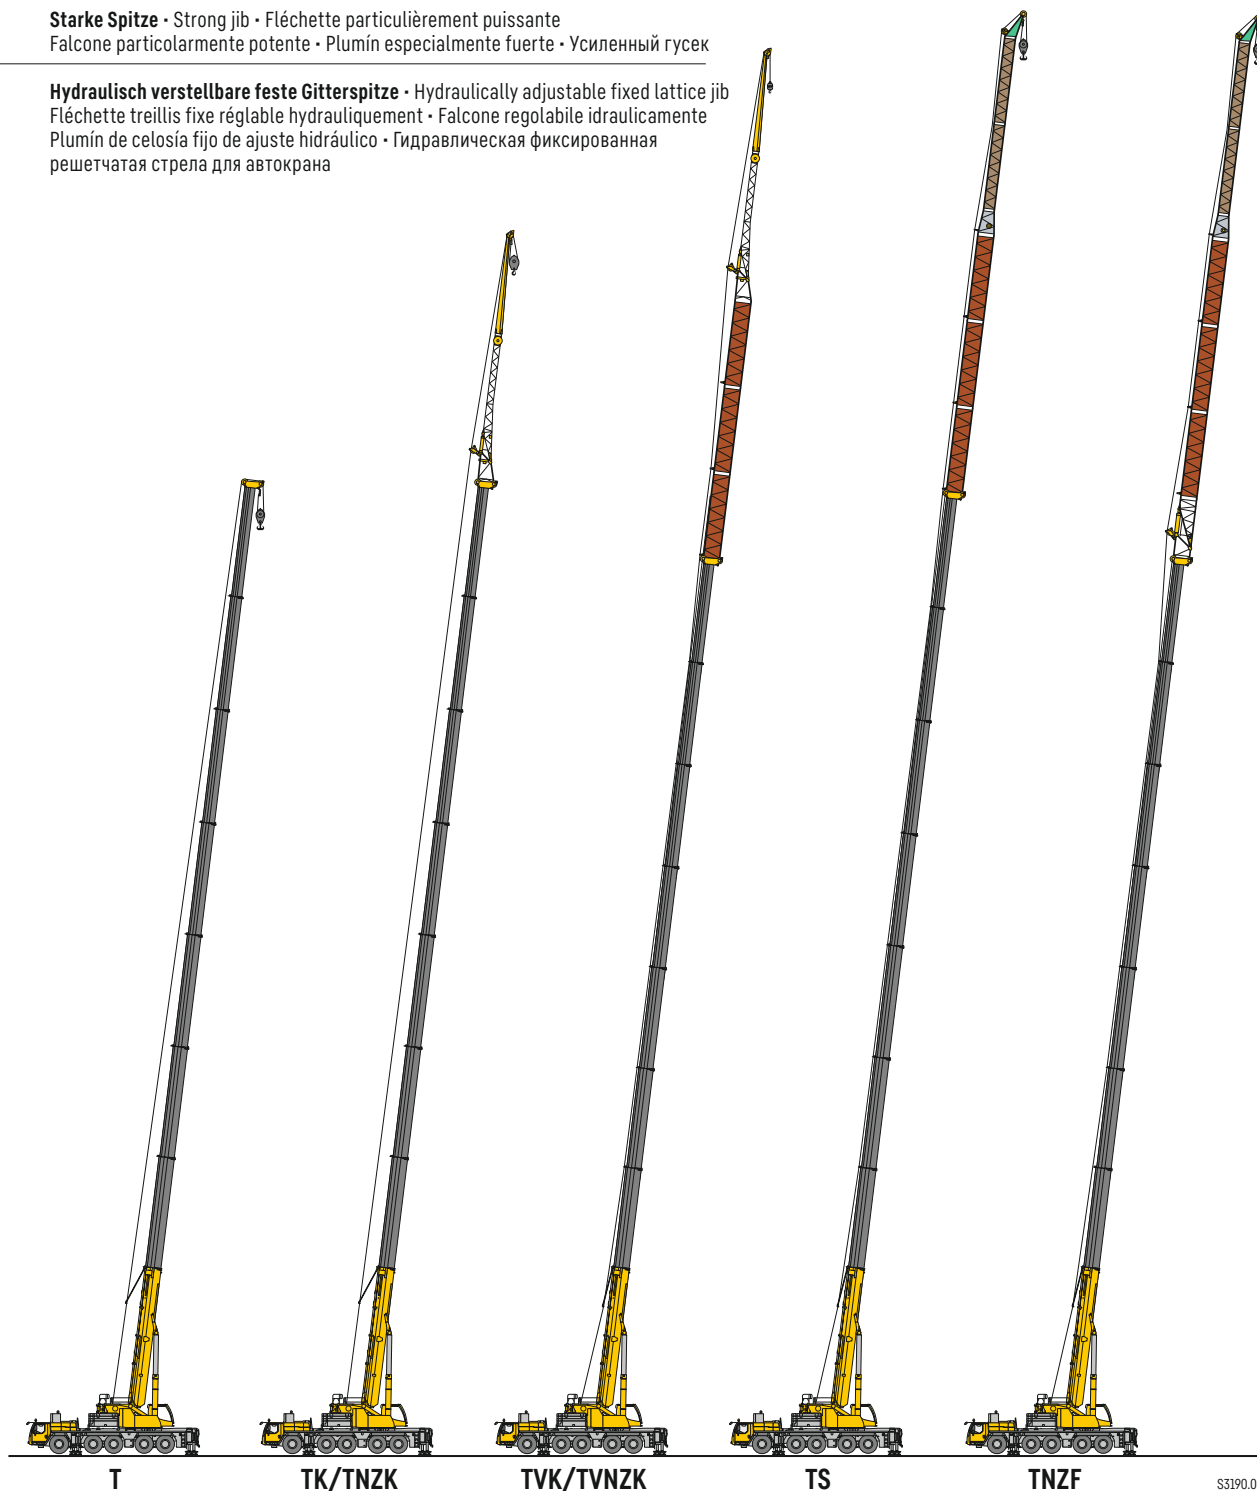 Starke Spitze • Strong jib • Fléchette particulièrement puissante
Falcone particolarmente potente • Plumín especialmente fuerte • Усиленный гусек
Hydraulisch verstellbare feste Gitterspitze • Hydraulically adjustable fixed lattice jib
Fléchette treillis fixe réglable hydrauliquement • Falcone regolabile idraulicamente
Plumín de celosía fijo de ajuste hidráulico • Гидравлическая фиксированная
решетчатая стрела для автокрана
T TK/TNZK TVK/TVNZK TS TNZF